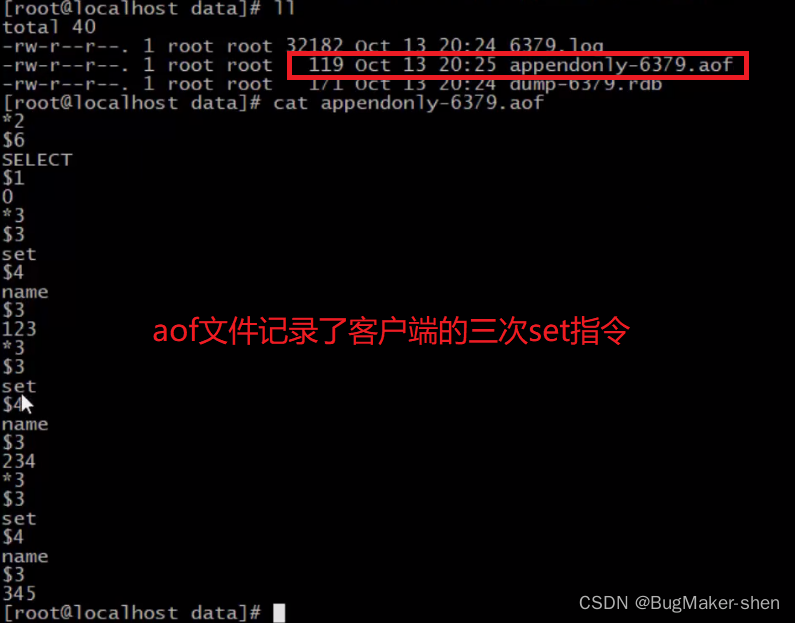 [root@localhost data]# ll
total 40
-rw-r--r--. 1 root root 32182 Oct 13 20:24 6379.log
-rw-r--r--. 1 root root   119 Oct 13 20:25 appendonly-6379.aof
-rw-r--r--. 1 root root   171 Oct 13 20:24 dump-6379.rdb
[root@localhost data]# cat appendonly-6379.aof
*2
$6
SELECT
$1
0
*3
$3
set
$4
name
$3
123
*3
$3
set
$4
name
$3
234
*3
$3
set
$4
name
$3
345
[root@localhost data]#
aof文件记录了客户端的三次set指令
CSDN @BugMaker-shen